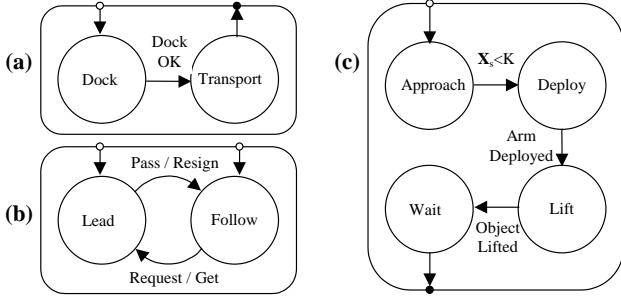 (a)
Dock
Dock
OK
Transport
(b)
Pass / Resign
Lead
Follow
Request / Get
(c)
Approach
Xs<K
Deploy
Arm
Deployed
Wait
Lift
Object
Lifted